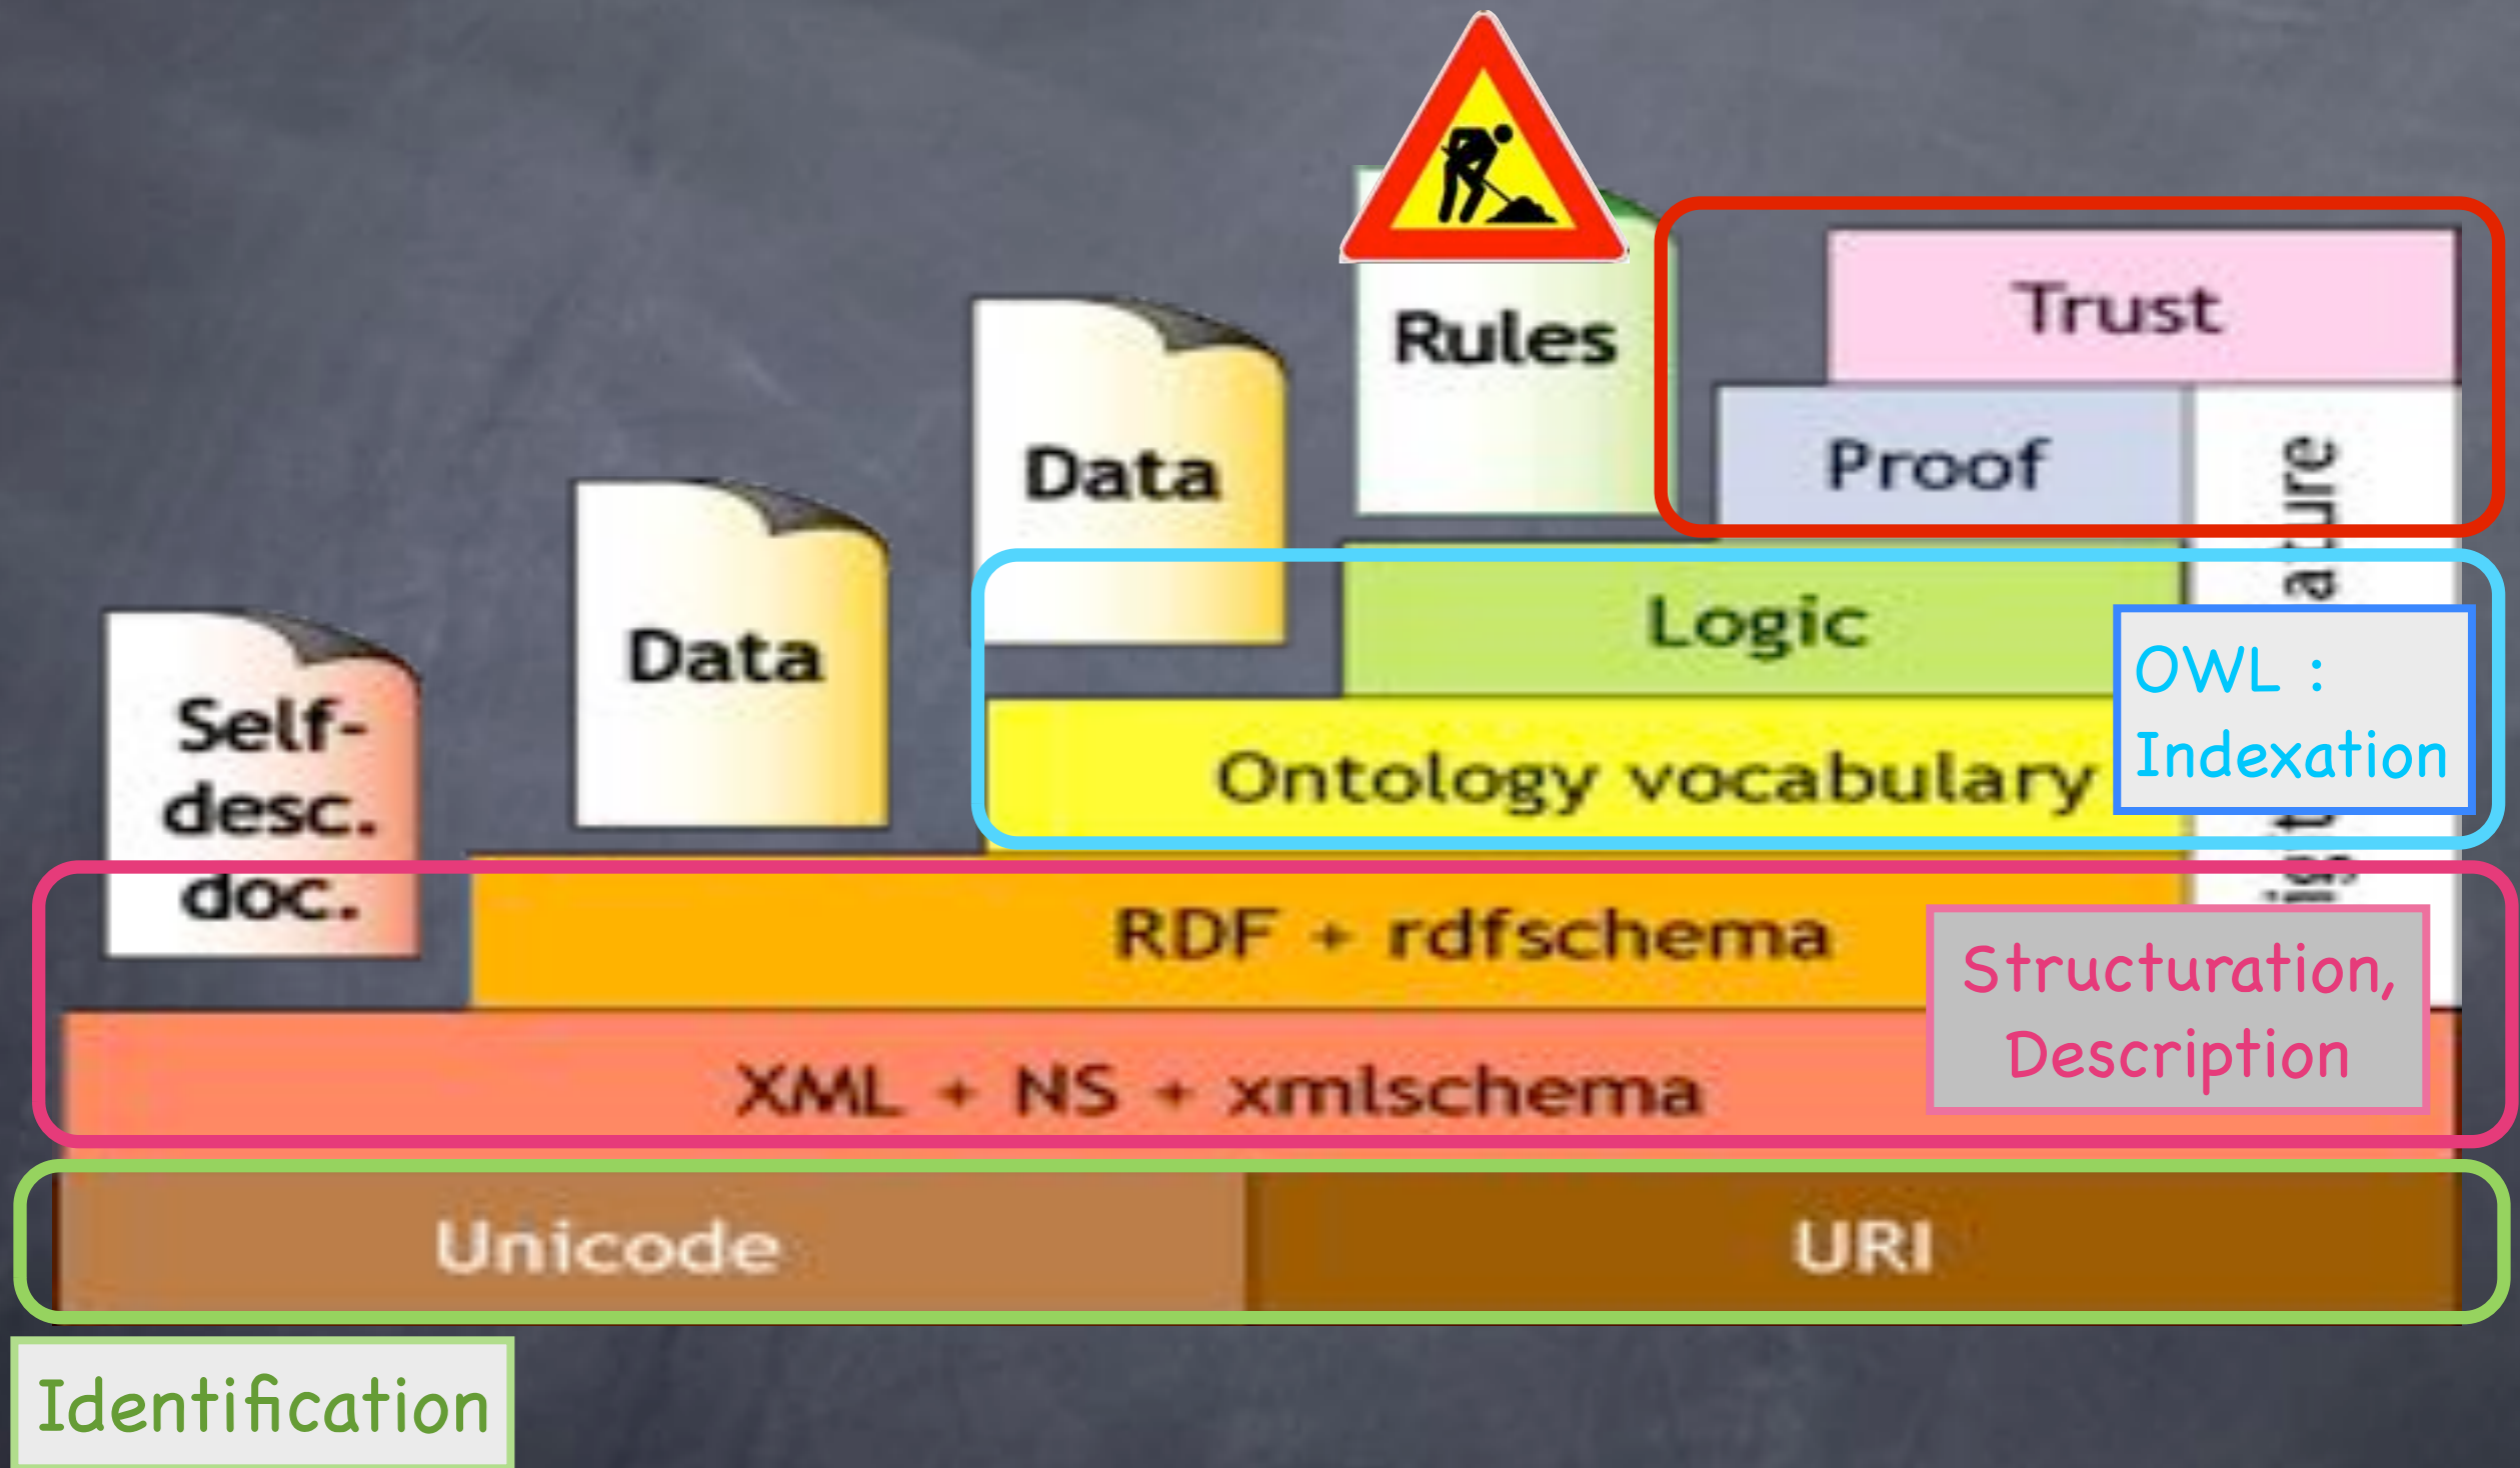 Trust
Rules
Proof
Data
Logic
Data
OWL :
Indexation
Self-
desc.
doc.
Ontology vocabulary
RDF + rdfschema
Structuration,
Description
XML + NS + xmlschema
Unicode
URI
Identification